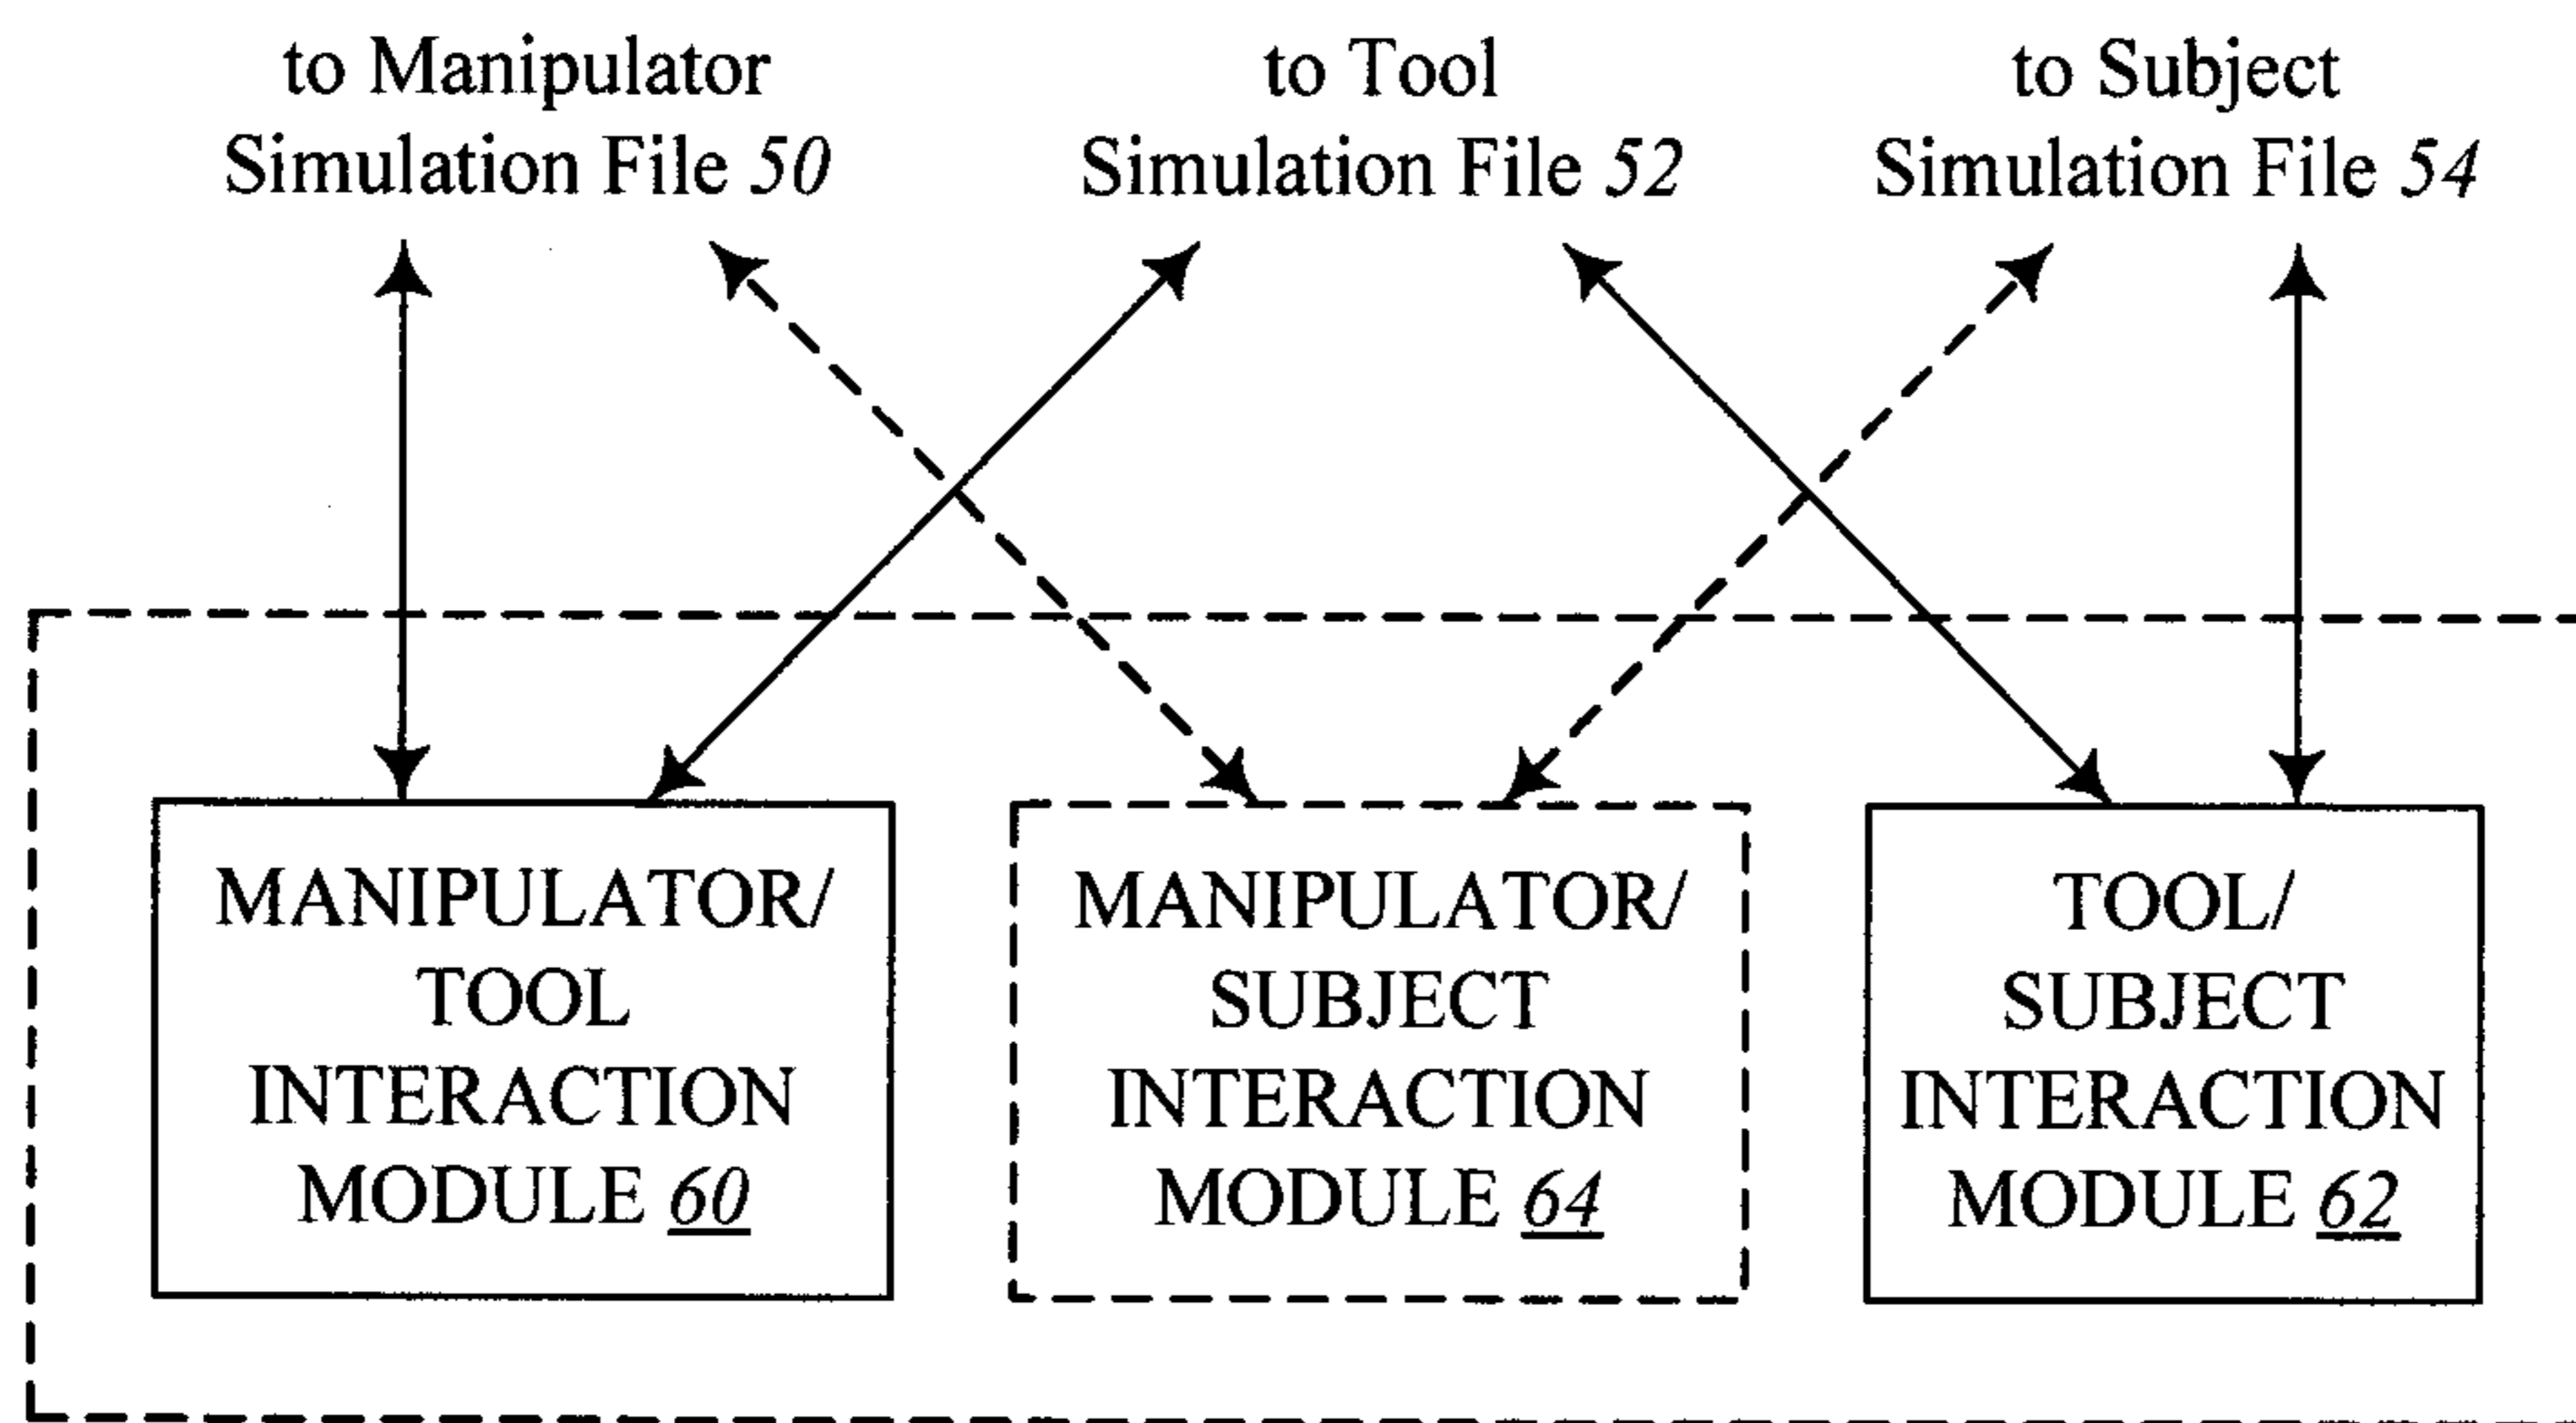 to Manipulator
Simulation File 50
to Tool
Simulation File 52
to Subject
Simulation File 54
MANIPULATOR/
TOOL
INTERACTION
MODULE 60
MANIPULATOR/
SUBJECT
INTERACTION
MODULE 64
TOOL/
SUBJECT
INTERACTION
MODULE 62